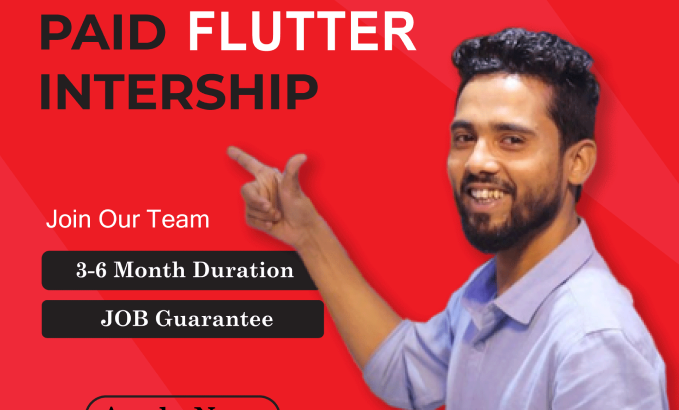 PAID FLUTTER
INTERSHIP
Join Our Team
3-6 Month Duration
JOB Guarantee